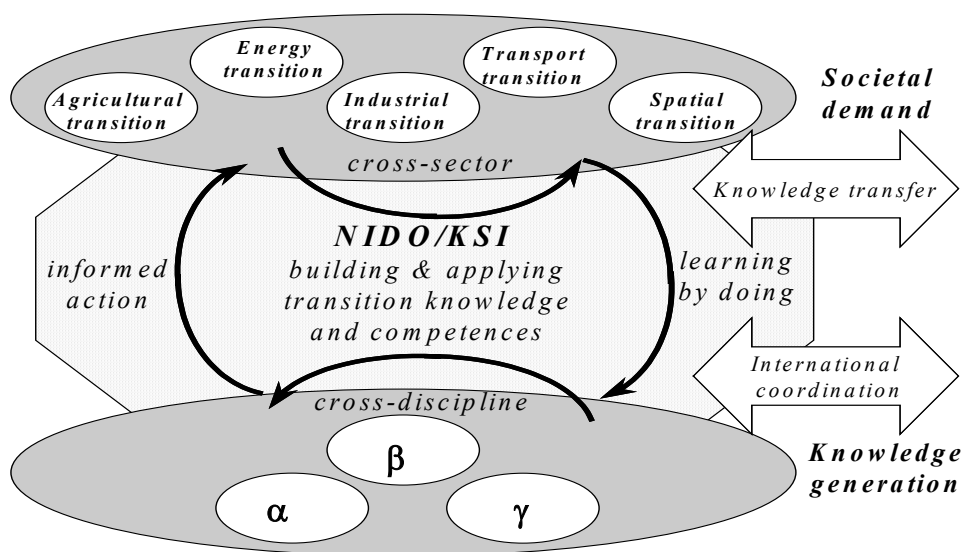 Energy
transition
Transport
transition
Agricultural
transition
Industrial
transition
Spatial
transition
cross-sector
Societal
demand
Knowledge transfer
NIDO/KSI
building & applying
transition knowledge
and competences
informed
action
learning
by doing
International
coordination
cross-discipline
β
α
γ
Knowledge
generation